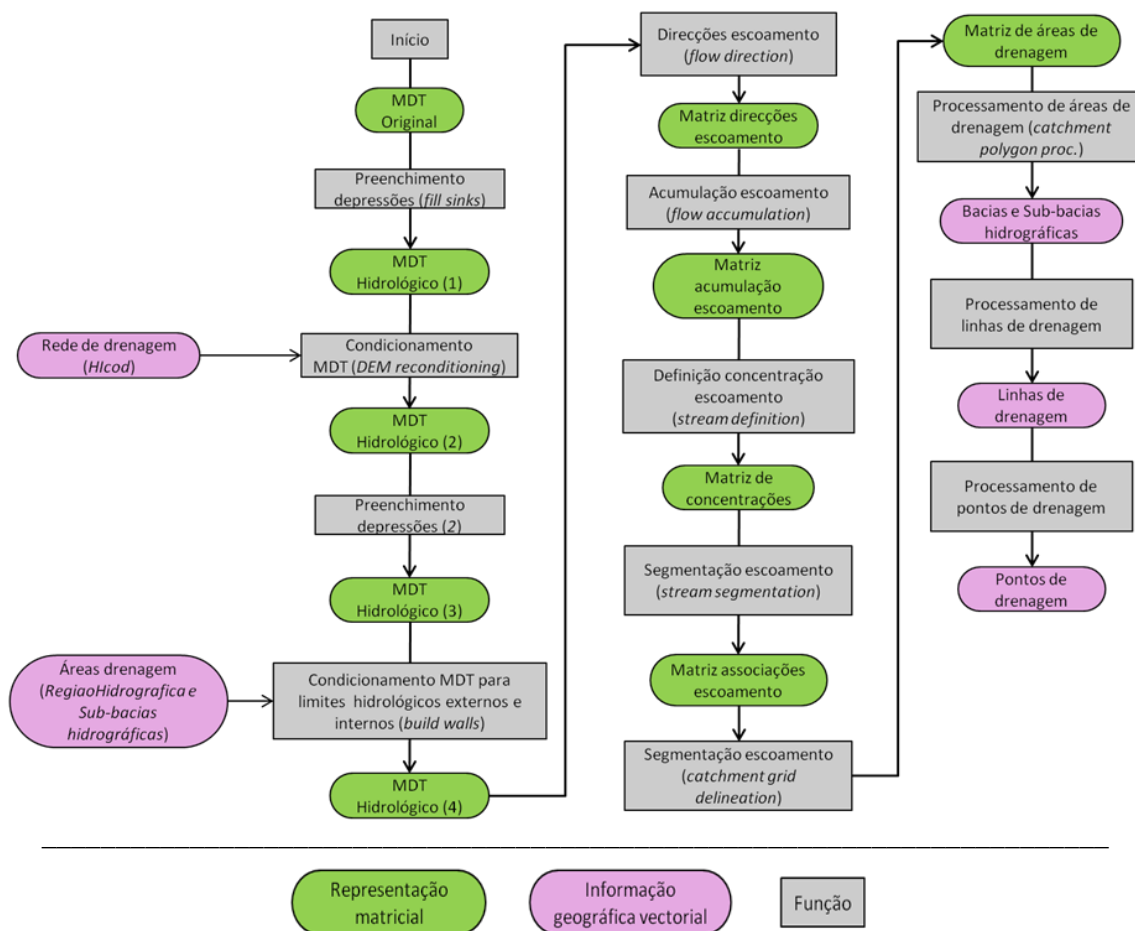 Início
MDT
Original
Preenchimento
depressões (fill sinks)
MDT
Hidrológico (1)
Rede de drenagem
(HIcod)
Condicionamento
MDT (DEM reconditioning)
MDT
Hidrológico (2)
Preenchimento
depressões (2)
MDT
Hidrológico (3)
Áreas drenagem
(RegiaoHidrografica e
Sub-bacias
hidrográficas)
Condicionamento MDT para
limites hidrológicos externos e
internos (build walls)
MDT
Hidrológico (4)
Direcções escoamento
(flow direction)
Matriz direcções
escoamento
Acumulação escoamento
(flow accumulation)
Matriz
acumulação
escoamento
Definição concentração
escoamento
(stream definition)
Matriz de
concentrações
Segmentação escoamento
(stream segmentation)
Matriz associações
escoamento
Segmentação escoamento
(catchment grid
delineation)
Matriz de áreas de
drenagem
Processamento de áreas de
drenagem (catchment
polygon proc.)
Bacias e Sub-bacias
hidrográficas
Processamento de
linhas de drenagem
Linhas de
drenagem
Processamento de
pontos de drenagem
Pontos de
drenagem
Representação
matricial
Informação
geográfica vectorial
Função